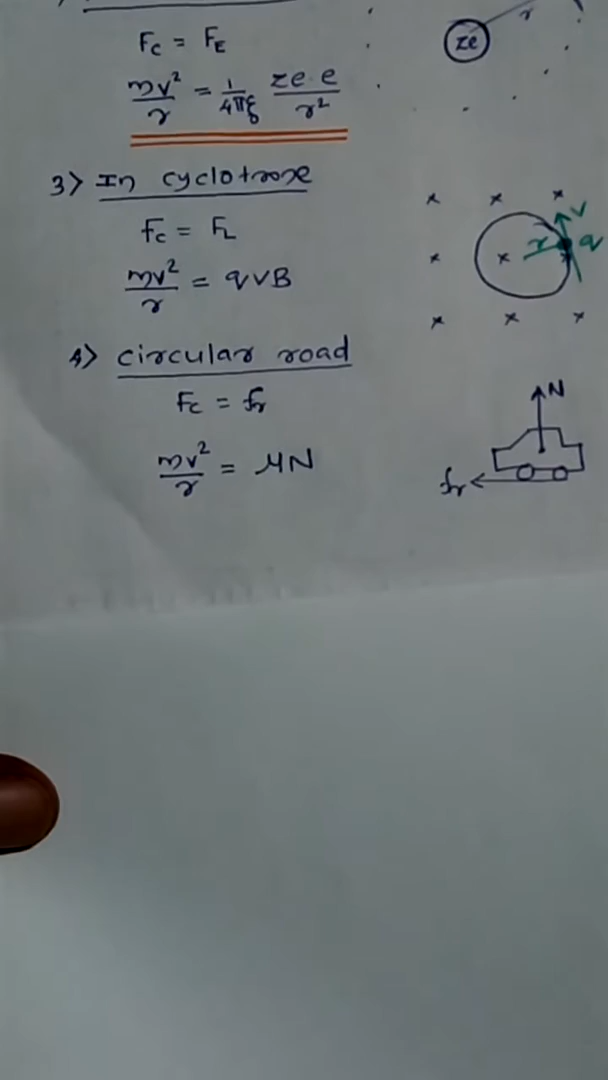 Fc = FE
r
ze
mv²/r = 1/4πε₀ ze·e/r²
3) In cyclotrone
Fc = FL
v
r
q
mv²/r = qvB
4) circular road
Fc = fr
N
mv²/r = μN
fr